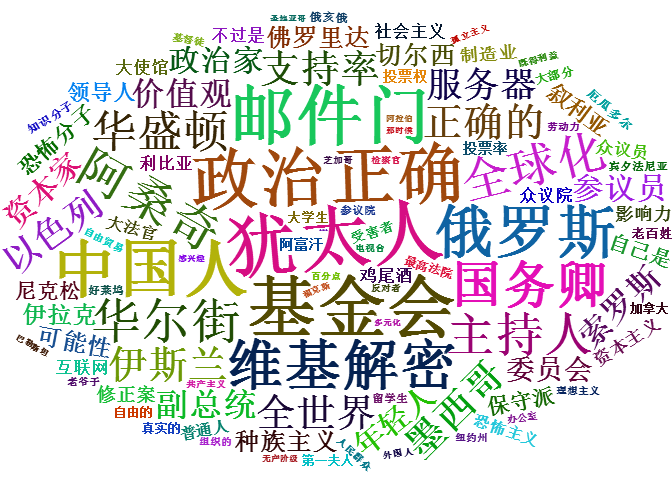 圣地亚哥
俄亥俄
基督徒
不过是
佛罗里达
社会主义
孤立主义
大使馆
政治家
支持率
切尔西
制造业
既得利益
领导人
价值观
投票权
服务器
大部分
知识分子
恐怖分子
华盛顿
邮件门
阿拉伯
那时候
正确的
叙利亚
厄瓜多尔
劳动力
资本家
阿桑奇
利比亚
政治正确
芝加哥
检察官
投票率
全球化
众议员
宾夕法尼亚
以色列
大法官
大学生
参议院
众议院
参议员
影响力
自由贸易
中国人
犹太人
受害者
俄罗斯
老百姓
感兴趣
阿富汗
电视台
自己是
尼克松
好莱坞
百分点
鸡尾酒
最高法院
国务卿
索罗斯
加拿大
伊拉克
华尔街
福克斯
基金会
反对者
主持人
资本主义
巴勒斯坦
可能性
多元化
互联网
伊斯兰
维基解密
委员会
老爷子
共产主义
理想主义
修正案
副总统
全世界
留学生
年轻人
墨西哥
保守派
自由的
办公室
真实的
普通人
恐怖主义
组织的
种族主义
人民群众
外国人
纽约州
无产阶级
第一夫人